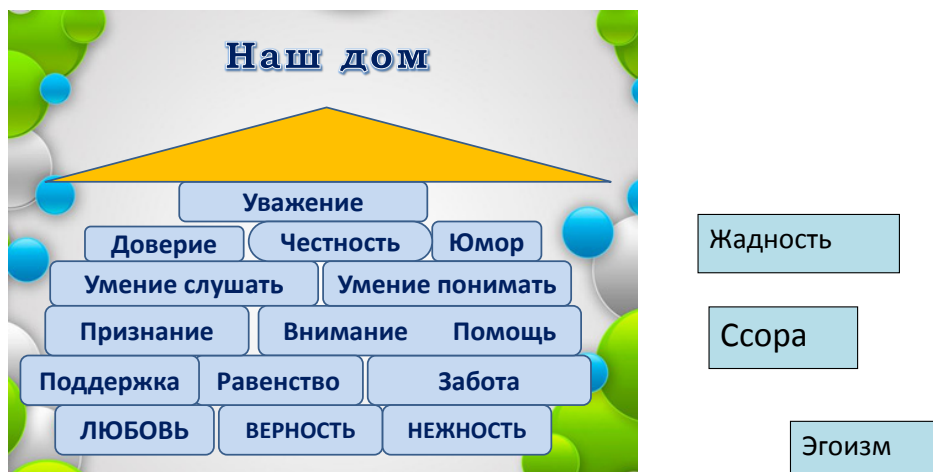 Наш дом
Уважение
Доверие Честность Юмор
Умение слушать Умение понимать
Признание Внимание Помощь
Поддержка Равенство Забота
ЛЮБОВЬ ВЕРНОСТЬ НЕЖНОСТЬ
Жадность
Ссора
Эгоизм